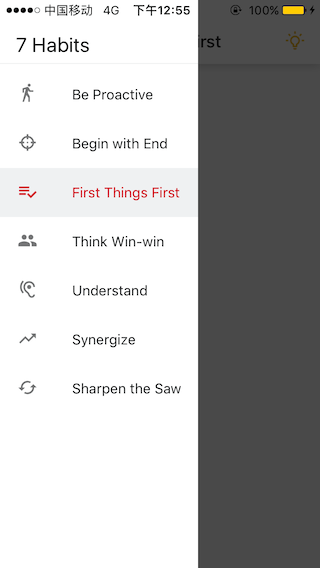 中国移动 4G 下午12:55 100%
7 Habits
irst
Be Proactive
Begin with End
First Things First
Think Win-win
Understand
Synergize
Sharpen the Saw